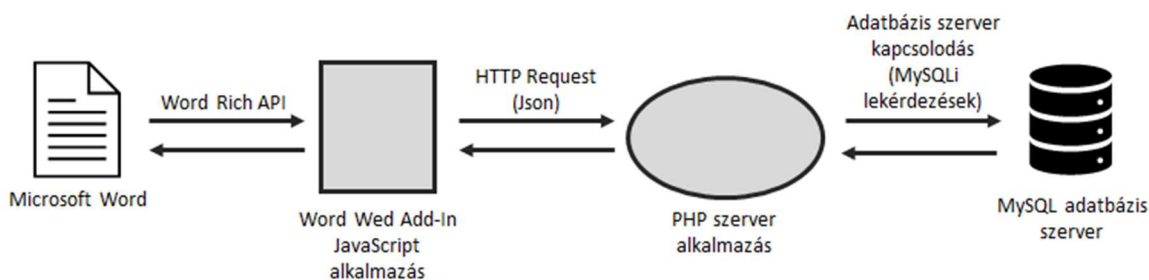 Microsoft Word
Word Rich API
Word Wed Add-In
JavaScript
alkalmazás
HTTP Request
(Json)
PHP szerver
alkalmazás
Adatbázis szerver
kapcsolodás
(MySQLi
lekérdezések)
MySQL adatbázis
szerver